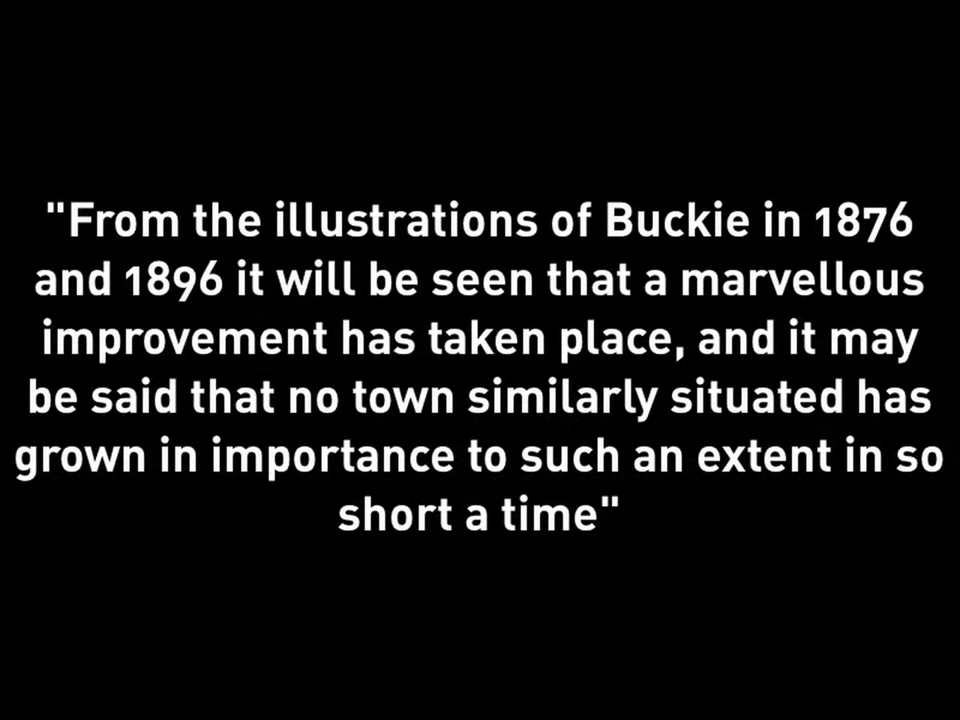 "From the illustrations of Buckie in 1876
and 1896 it will be seen that a marvellous
improvement has taken place, and it may
be said that no town similarly situated has
grown in importance to such an extent in so
short a time"